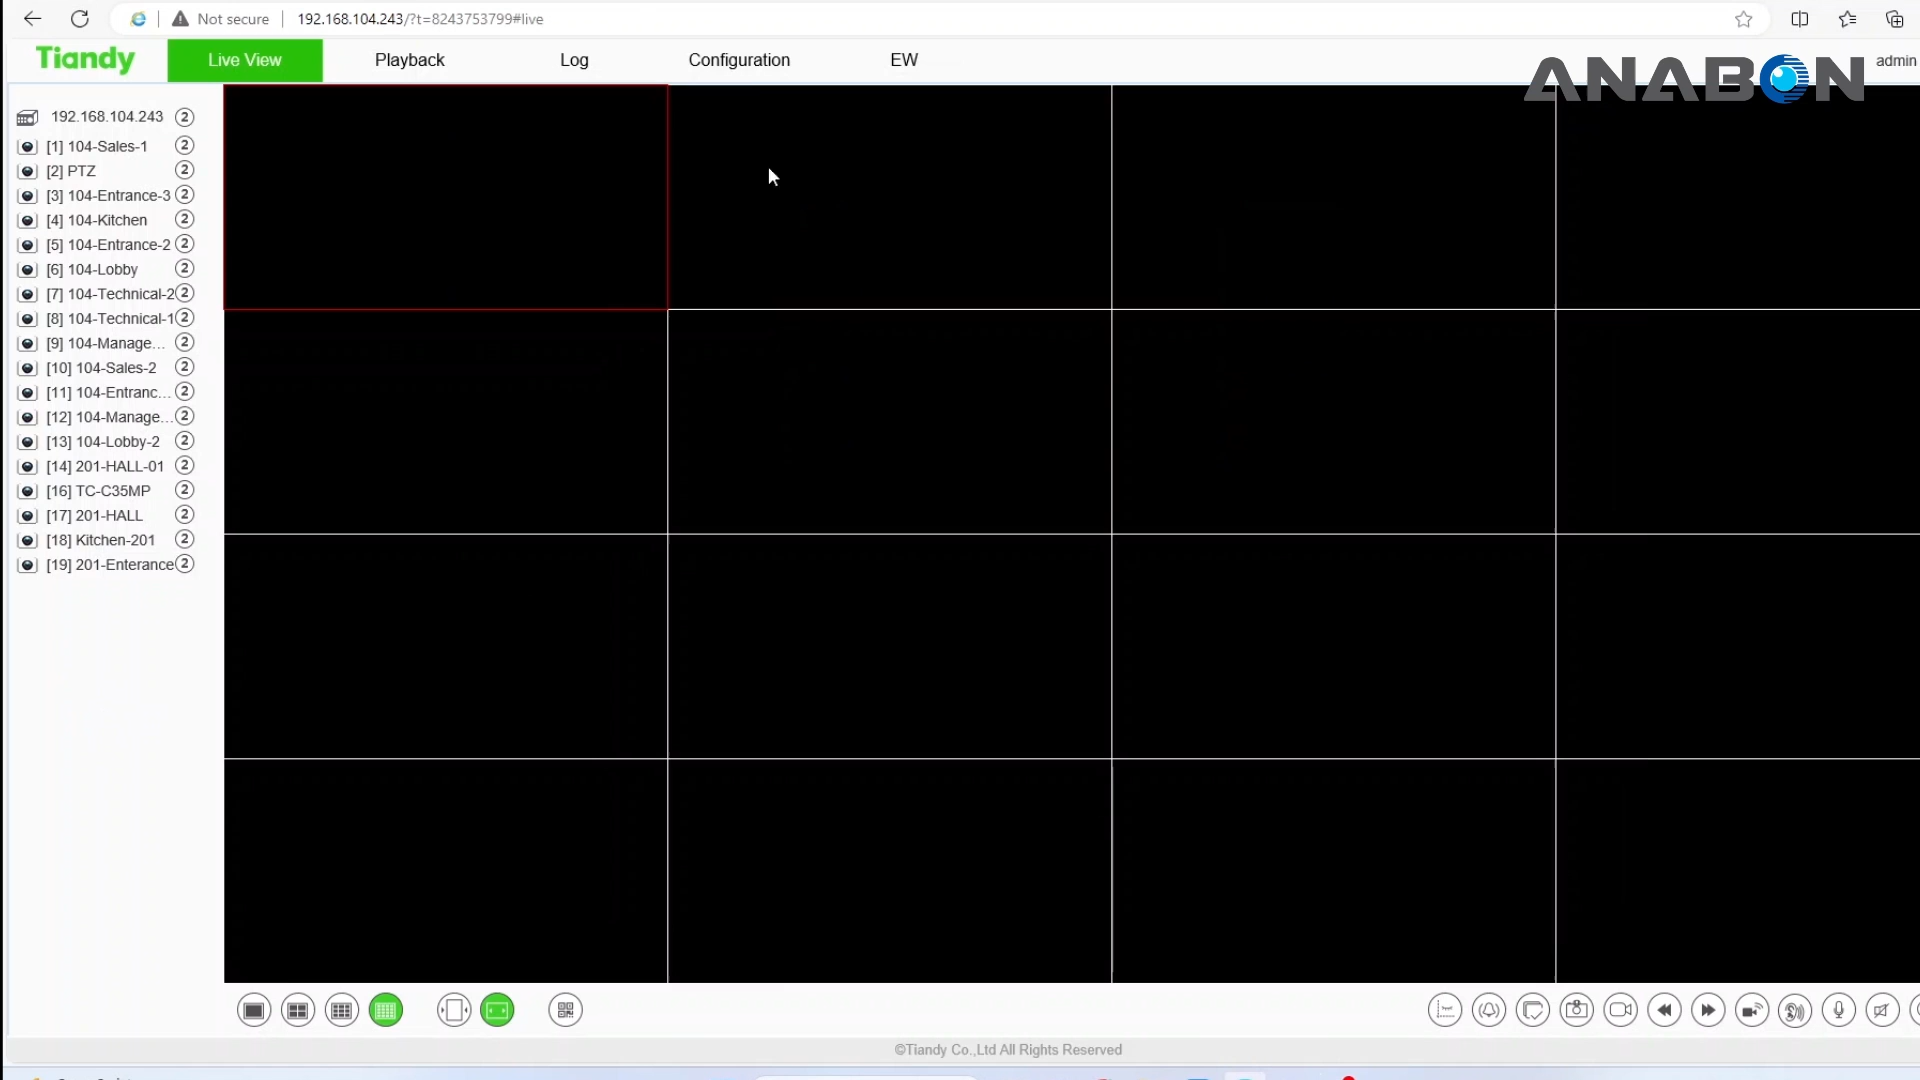 Not secure
192.168.104.243/?t=8243753799#live
Tiandy
Live View
Playback
Log
Configuration
EW
ANABON
admin
192.168.104.243 2
[1] 104-Sales-1 2
[2] PTZ 2
[3] 104-Entrance-3 2
[4] 104-Kitchen 2
[5] 104-Entrance-2 2
[6] 104-Lobby 2
[7] 104-Technical-2 2
[8] 104-Technical-1 2
[9] 104-Manage... 2
[10] 104-Sales-2 2
[11] 104-Entranc... 2
[12] 104-Manage... 2
[13] 104-Lobby-2 2
[14] 201-HALL-01 2
[16] TC-C35MP 2
[17] 201-HALL 2
[18] Kitchen-201 2
[19] 201-Enterance 2
©Tiandy Co.,Ltd All Rights Reserved